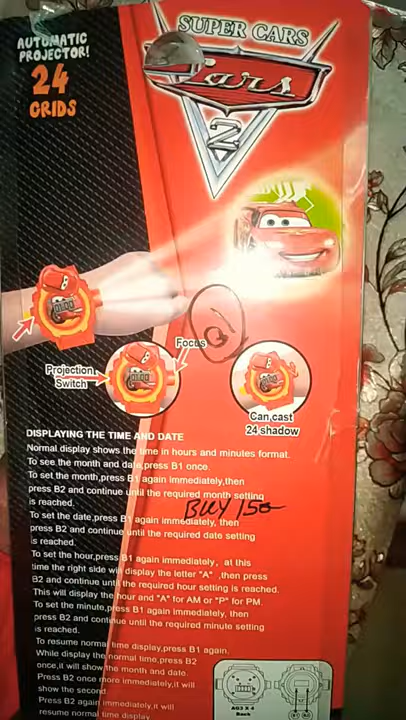 AUTOMATIC
PROJECTOR!
24
GRIDS
SUPER CARS
Cars
2
Focus
Projection
Switch
Can,cast
24 shadow
DISPLAYING THE TIME AND DATE
Normal display shows the time in hours and minutes format.
To see the month and date,press B1 once.
To set the month,press B1 again immediately,then
press B2 and continue until the required month setting
is reached.
BUY 150
To set the date,press B1 again immediately, then
press B2 and continue until the required date setting
is reached.
To set the hour,press B1 again immediately, at this
time the right side will display the letter "A" ,then press
B2 and continue until the required hour setting is reached.
This will display the hour and "A" for AM or "P" for PM.
To set the minute,press B1 again immediately, then
press B2 and continue until the required minute setting
is reached.
To resume normal time display,press B1 again.
While display the normal time,press B2
once,it will show the month and date.
Press B2 once more immediately,it will
show the second.
Press B2 once again,it will
resume normal time display
AG3 X 4
Back